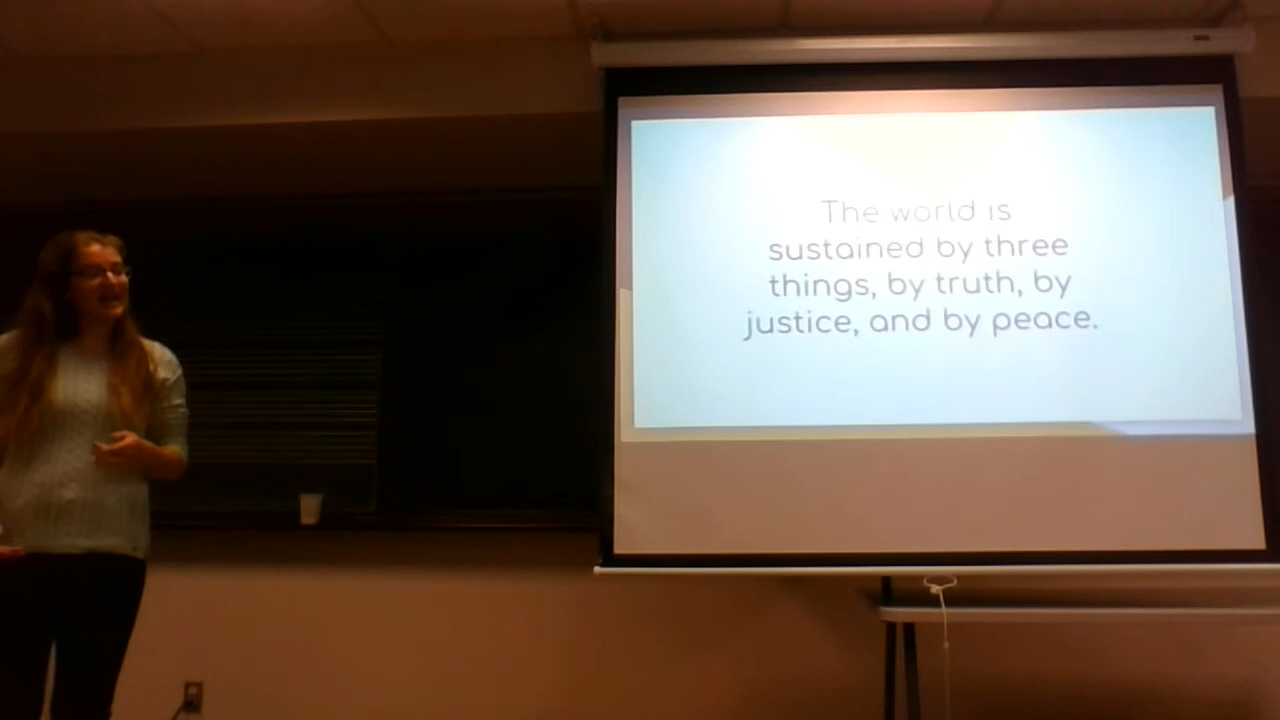 The world is
sustained by three
things, by truth, by
justice, and by peace.